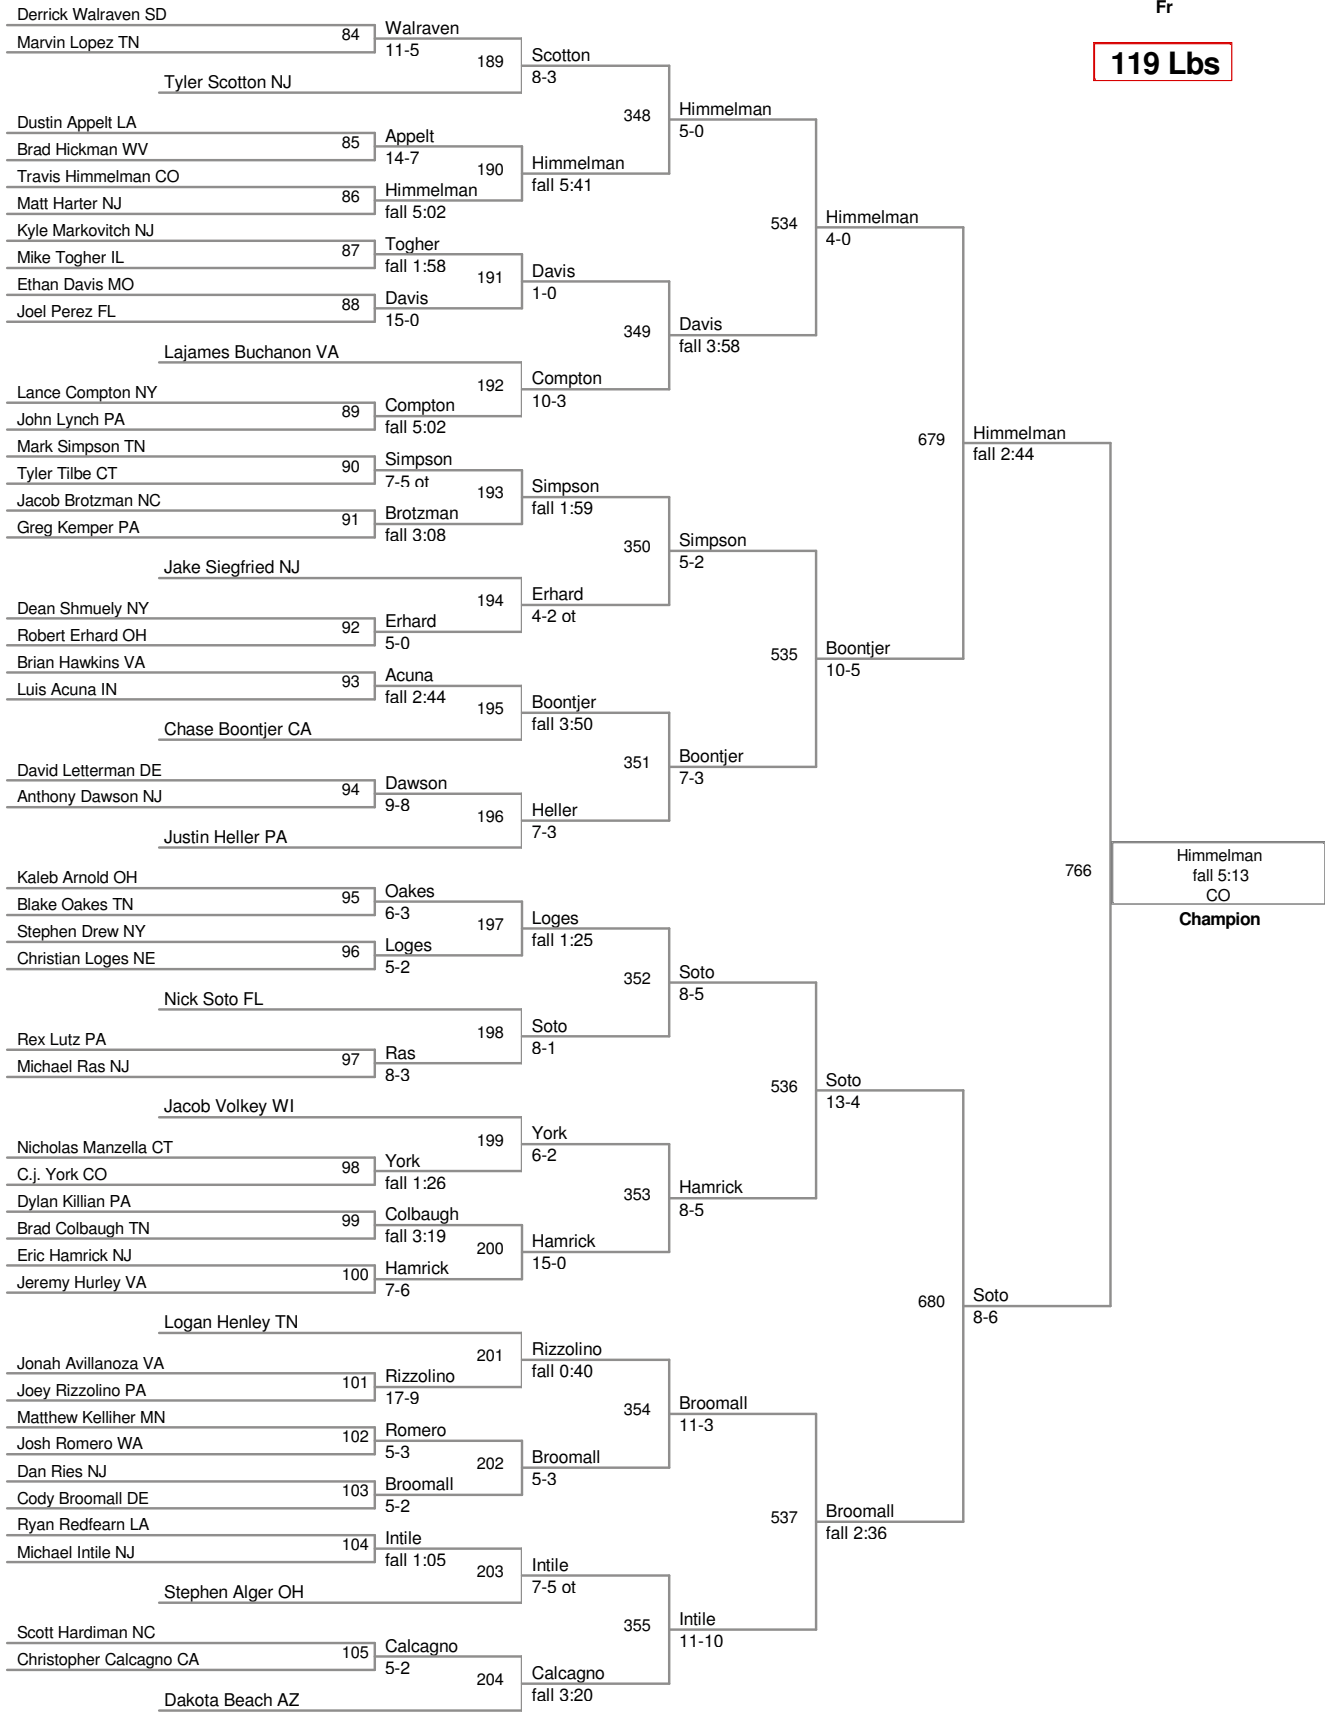 Fr
119 Lbs
Derrick Walraven SD
84
Marvin Lopez TN
Walraven
11-5
189
Tyler Scotton NJ
Scotton
8-3
348
Dustin Appelt LA
85
Brad Hickman WV
Appelt
14-7
190
Travis Himmelman CO
86
Matt Harter NJ
Himmelman
fall 5:02
Himmelman
fall 5:41
Himmelman
5-0
534
Kyle Markovitch NJ
87
Mike Togher IL
Togher
fall 1:58
191
Ethan Davis MO
88
Joel Perez FL
Davis
15-0
Davis
1-0
349
Lajames Buchanon VA
192
Lance Compton NY
89
John Lynch PA
Compton
fall 5:02
Compton
10-3
Davis
fall 3:58
Himmelman
4-0
679
Mark Simpson TN
90
Tyler Tilbe CT
Simpson
7-5 ot
193
Jacob Brotzman NC
91
Greg Kemper PA
Brotzman
fall 3:08
Simpson
fall 1:59
350
Jake Siegfried NJ
194
Dean Shmuely NY
92
Robert Erhard OH
Erhard
5-0
Erhard
4-2 ot
Simpson
5-2
535
Brian Hawkins VA
93
Luis Acuna IN
Acuna
fall 2:44
195
Chase Boontjer CA
Boontjer
fall 3:50
351
David Letterman DE
94
Anthony Dawson NJ
Dawson
9-8
196
Justin Heller PA
Heller
7-3
Boontjer
7-3
Boontjer
10-5
Himmelman
fall 2:44
766
Himmelman
fall 5:13
CO
Champion
Kaleb Arnold OH
95
Blake Oakes TN
Oakes
6-3
197
Stephen Drew NY
96
Christian Loges NE
Loges
5-2
Loges
fall 1:25
352
Nick Soto FL
198
Rex Lutz PA
97
Michael Ras NJ
Ras
8-3
Soto
8-1
Soto
8-5
536
Jacob Volkey WI
199
Nicholas Manzella CT
98
C.j. York CO
York
fall 1:26
York
6-2
353
Dylan Killian PA
99
Brad Colbaugh TN
Colbaugh
fall 3:19
200
Eric Hamrick NJ
100
Jeremy Hurley VA
Hamrick
7-6
Hamrick
15-0
Hamrick
8-5
Soto
13-4
680
Logan Henley TN
201
Jonah Avillanoza VA
101
Joey Rizzolino PA
Rizzolino
17-9
Rizzolino
fall 0:40
354
Matthew Kelliher MN
102
Josh Romero WA
Romero
5-3
202
Dan Ries NJ
103
Cody Broomall DE
Broomall
5-2
Broomall
5-3
Broomall
11-3
537
Ryan Redfearn LA
104
Michael Intile NJ
Intile
fall 1:05
203
Stephen Alger OH
Intile
7-5 ot
355
Scott Hardiman NC
105
Christopher Calcagno CA
Calcagno
5-2
204
Dakota Beach AZ
Calcagno
fall 3:20
Intile
11-10
Broomall
fall 2:36
Soto
8-6